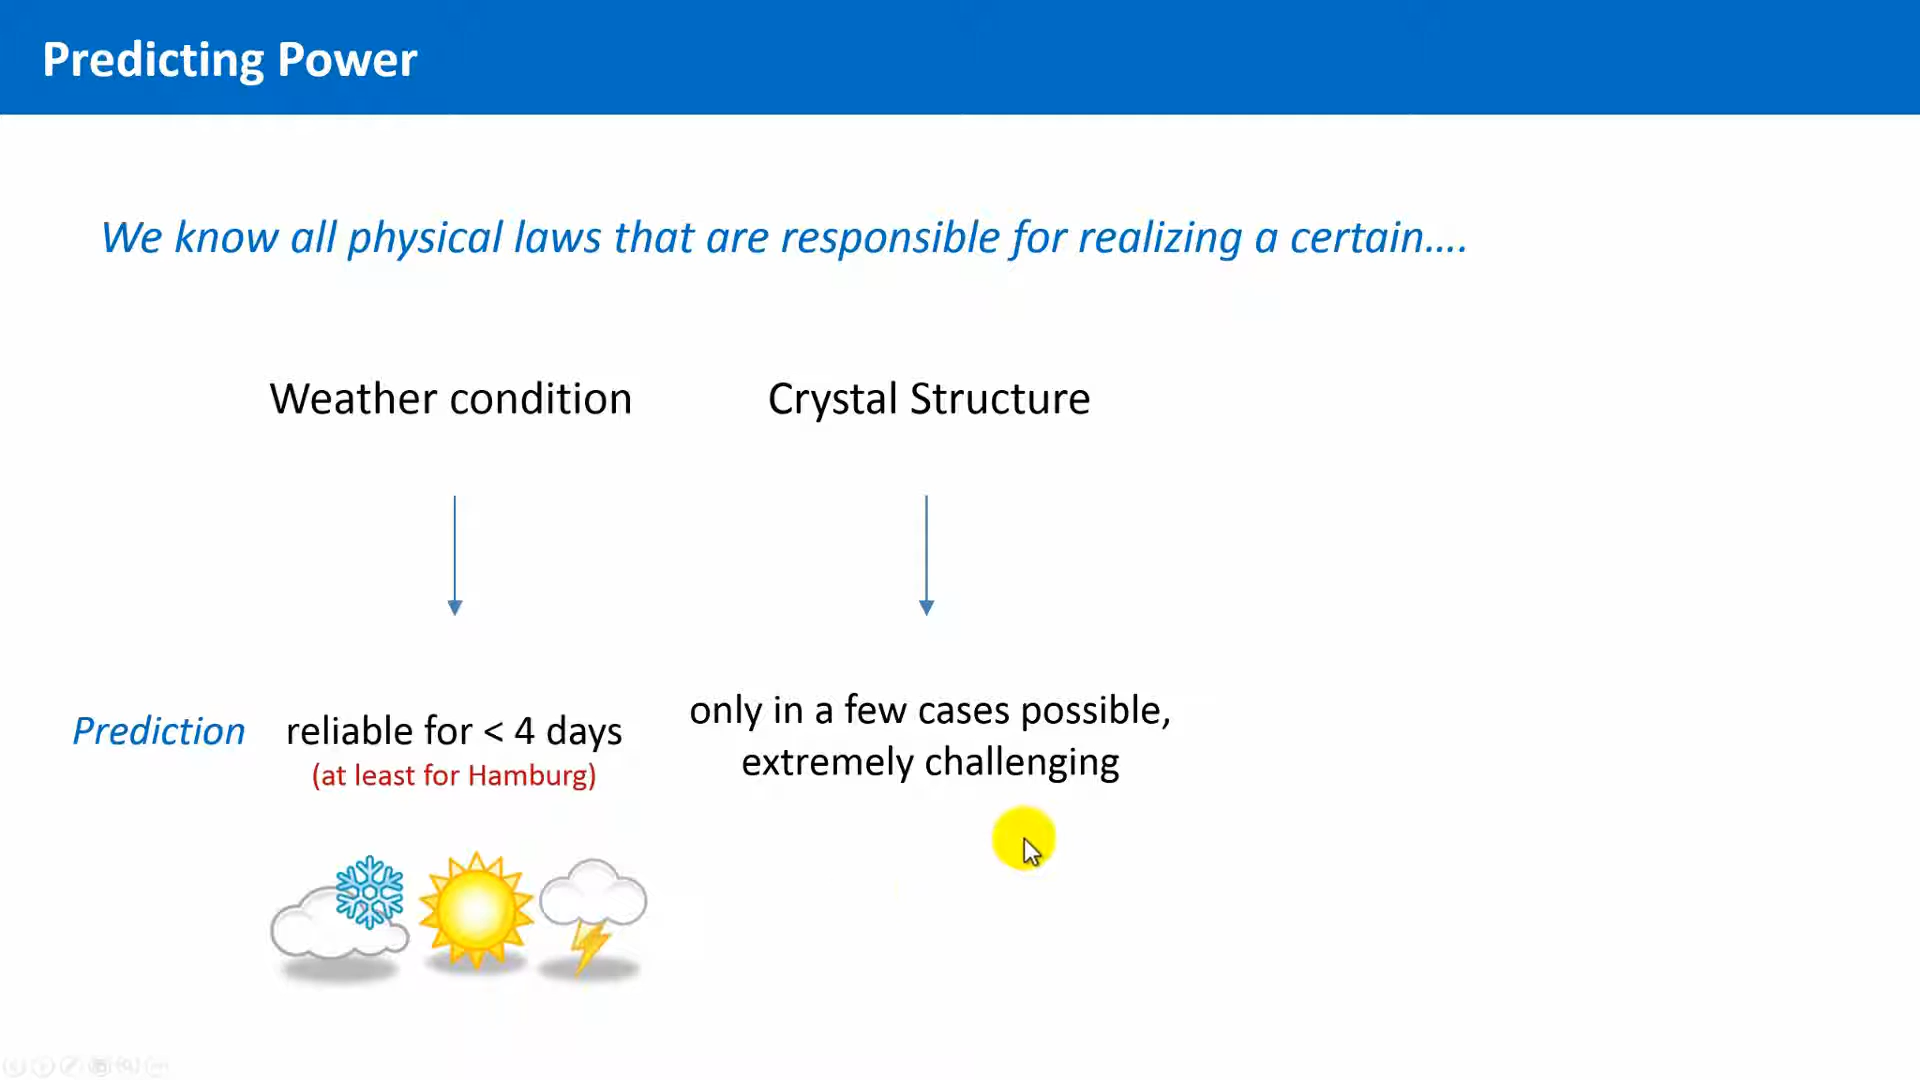 Predicting Power
We know all physical laws that are responsible for realizing a certain....
Weather condition
Crystal Structure
Prediction
reliable for < 4 days
(at least for Hamburg)
only in a few cases possible,
extremely challenging